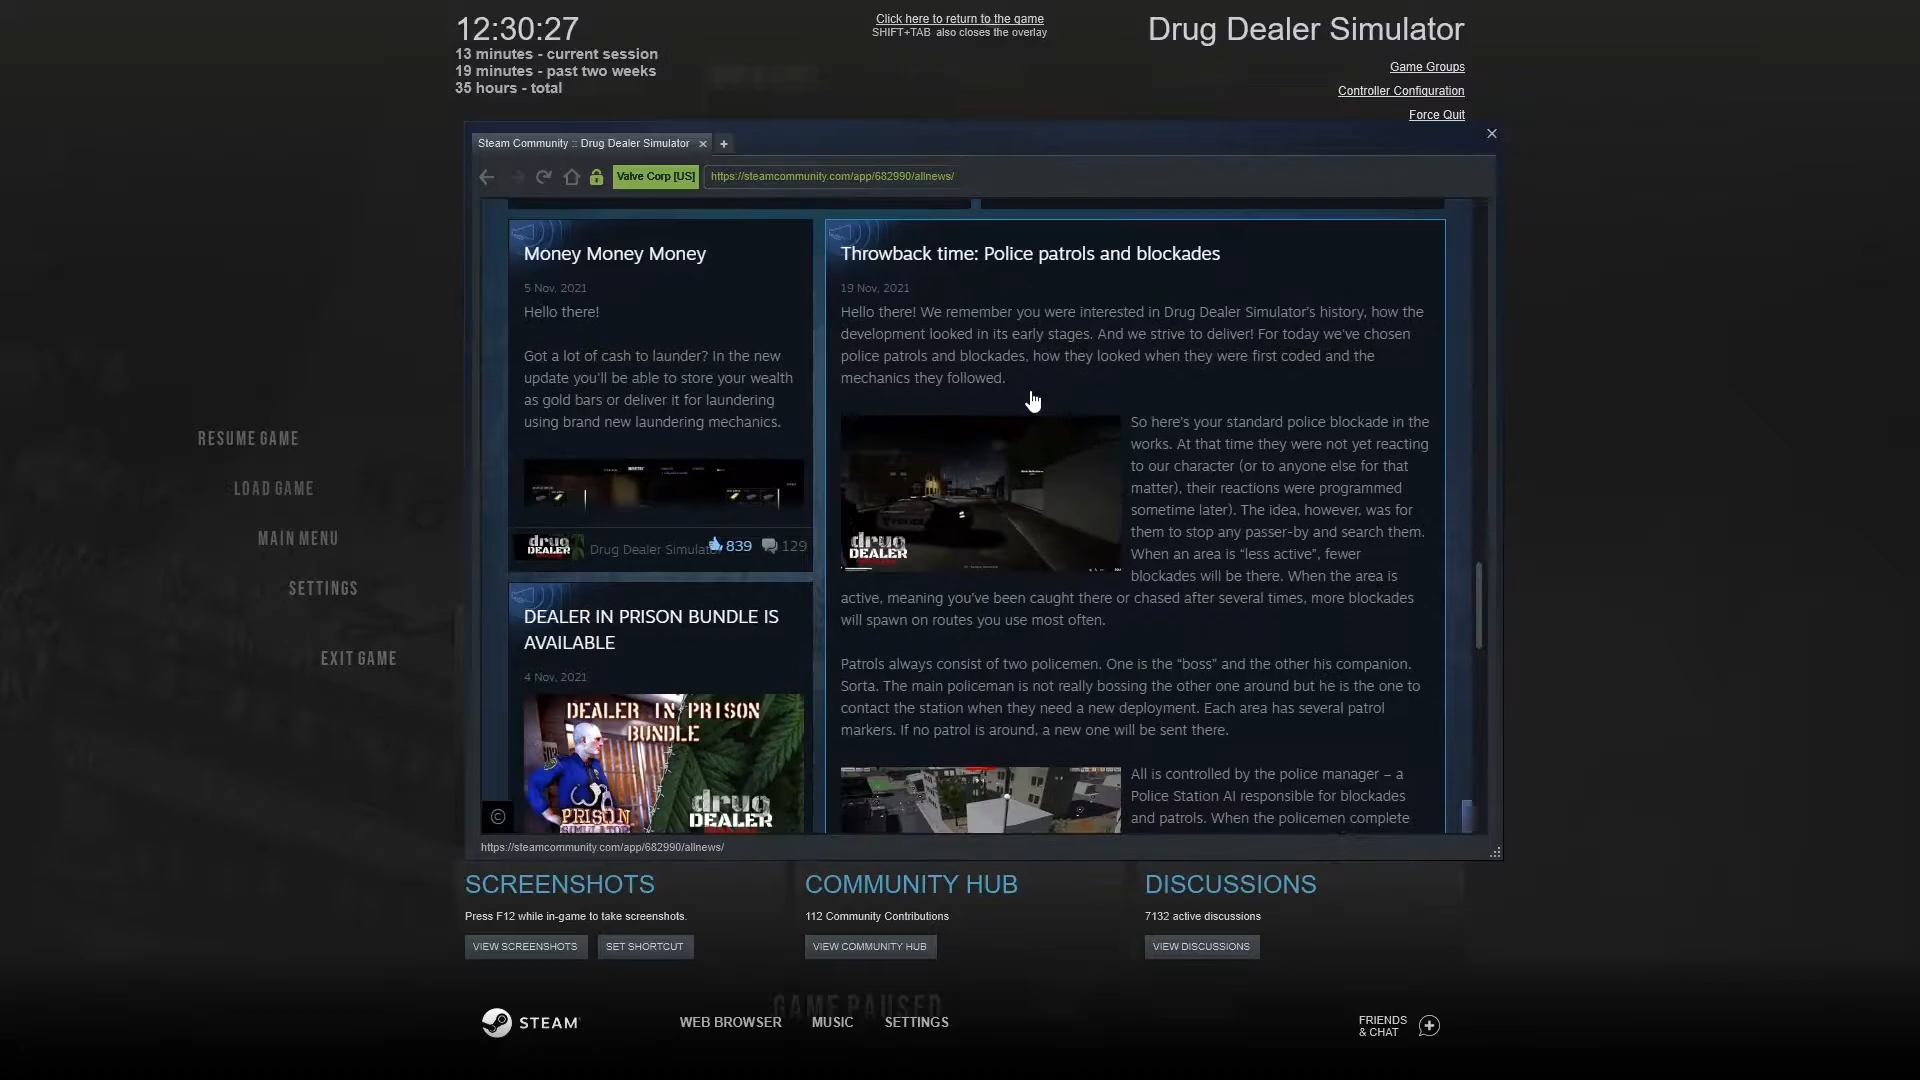 12:30:27
13 minutes - current session
19 minutes - past two weeks
35 hours - total
Click here to return to the game
SHIFT+TAB also closes the overlay
Drug Dealer Simulator
Game Groups
Controller Configuration
Force Quit
Steam Community :: Drug Dealer Simulator
Valve Corp [US]
https://steamcommunity.com/app/682990/allnews/
Money Money Money
5 Nov, 2021
Hello there!
Got a lot of cash to launder? In the new
update you'll be able to store your wealth
as gold bars or deliver it for laundering
using brand new laundering mechanics.
drug DEALER
Drug Dealer Simulat
839
129
DEALER IN PRISON BUNDLE IS
AVAILABLE
4 Nov, 2021
DEALER IN PRISON
BUNDLE
PRISON
SIMULATOR
drug
DEALER
Throwback time: Police patrols and blockades
19 Nov, 2021
Hello there! We remember you were interested in Drug Dealer Simulator's history, how the
development looked in its early stages. And we strive to deliver! For today we've chosen
police patrols and blockades, how they looked when they were first coded and the
mechanics they followed.
drug
DEALER
So here's your standard police blockade in the
works. At that time they were not yet reacting
to our character (or to anyone else for that
matter), their reactions were programmed
sometime later). The idea, however, was for
them to stop any passer-by and search them.
When an area is “less active”, fewer
blockades will be there. When the area is
active, meaning you've been caught there or chased after several times, more blockades
will spawn on routes you use most often.
Patrols always consist of two policemen. One is the “boss” and the other his companion.
Sorta. The main policeman is not really bossing the other one around but he is the one to
contact the station when they need a new deployment. Each area has several patrol
markers. If no patrol is around, a new one will be sent there.
All is controlled by the police manager – a
Police Station AI responsible for blockades
and patrols. When the policemen complete
©
https://steamcommunity.com/app/682990/allnews/
RESUME GAME
LOAD GAME
MAIN MENU
SETTINGS
EXIT GAME
SCREENSHOTS
Press F12 while in-game to take screenshots.
VIEW SCREENSHOTS
SET SHORTCUT
COMMUNITY HUB
112 Community Contributions
VIEW COMMUNITY HUB
DISCUSSIONS
7132 active discussions
VIEW DISCUSSIONS
GAME PAUSED
STEAM
WEB BROWSER
MUSIC
SETTINGS
FRIENDS
& CHAT